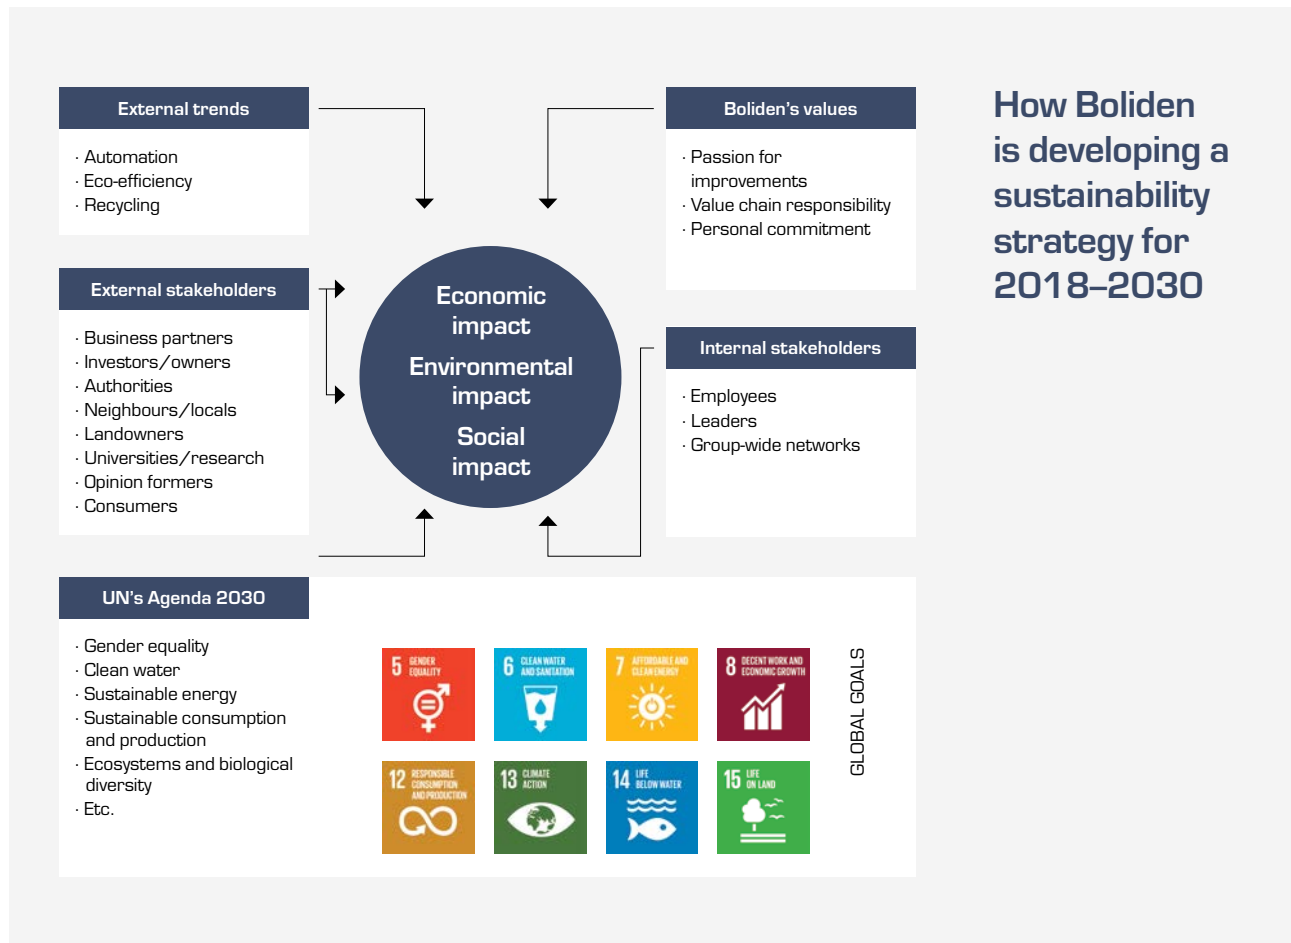 How Boliden
is developing a
sustainability
strategy for
2018–2030
External trends
· Automation
· Eco-efficiency
· Recycling
External stakeholders
· Business partners
· Investors/owners
· Authorities
· Neighbours/locals
· Landowners
· Universities/research
· Opinion formers
· Consumers
Economic
impact
Environmental
impact
Social
impact
Boliden's values
· Passion for
improvements
· Value chain responsibility
· Personal commitment
Internal stakeholders
· Employees
· Leaders
· Group-wide networks
UN's Agenda 2030
· Gender equality
· Clean water
· Sustainable energy
· Sustainable consumption
and production
· Ecosystems and biological
diversity
· Etc.
5 GENDER
EQUALITY
6 CLEAN WATER
AND SANITATION
7 AFFORDABLE AND
CLEAN ENERGY
8 DECENT WORK AND
ECONOMIC GROWTH
12 RESPONSIBLE
CONSUMPTION
AND PRODUCTION
13 CLIMATE
ACTION
14 LIFE
BELOW WATER
15 LIFE
ON LAND
GLOBAL GOALS